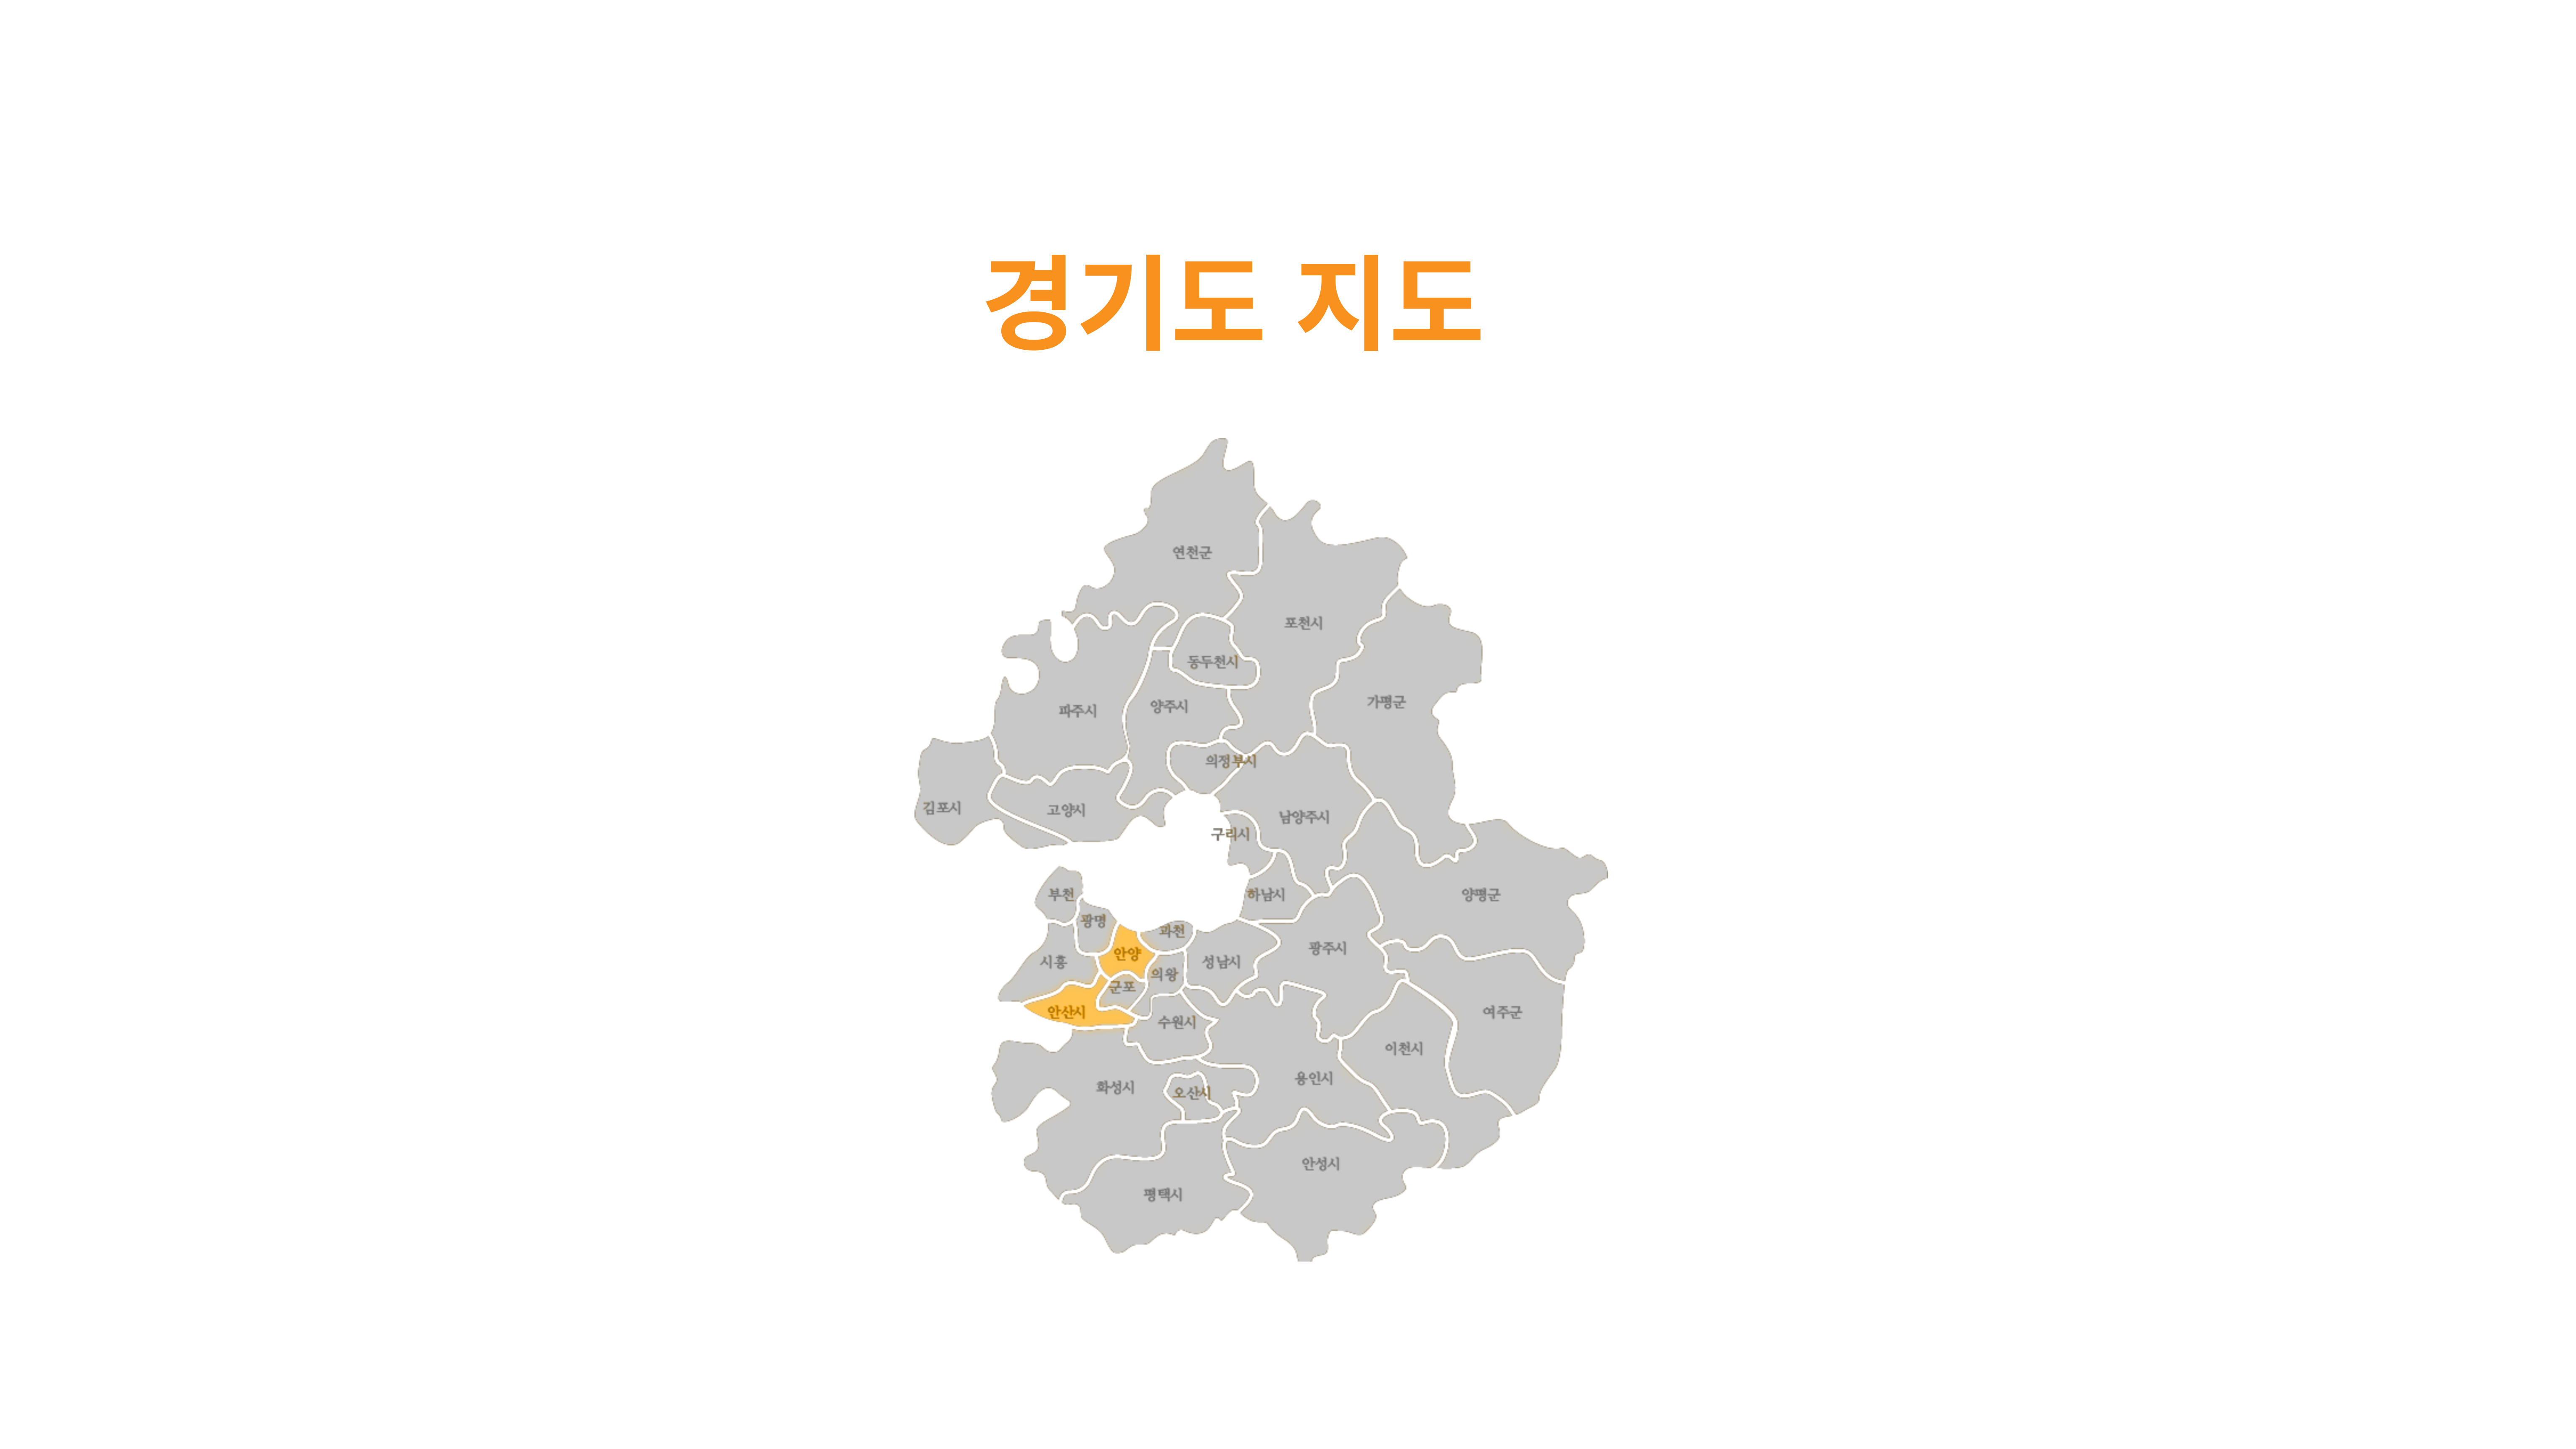 경기도 지도
연천군
포천시
동두천시
가평군
양주시
파주시
의정부시
김포시
고양시
남양주시
구리시
부천
하남시
양평군
광명
과천
안양
광주시
시흥
성남시
의왕
군포
안산시
여주군
수원시
이천시
용인시
화성시
오산시
안성시
평택시